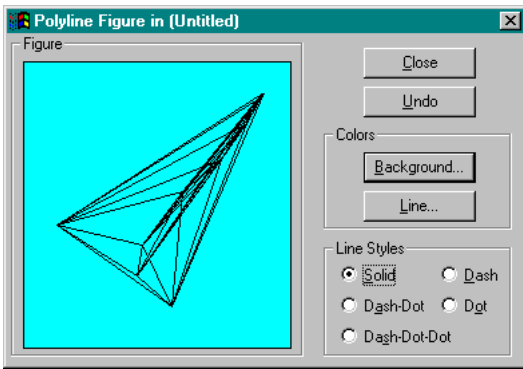 Polyline Figure in (Untitled)
Figure
Close
Undo
Colors
Background...
Line...
Line Styles
Solid
Dash
Dash-Dot
Dot
Dash-Dot-Dot